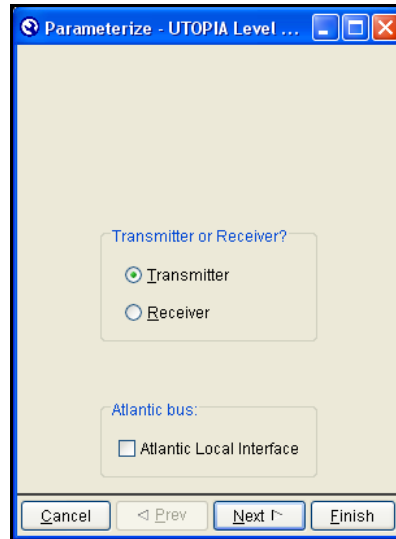 Parameterize - UTOPIA Level ...
Transmitter or Receiver?
Transmitter
Receiver
Atlantic bus:
Atlantic Local Interface
Cancel
Prev
Next
Finish